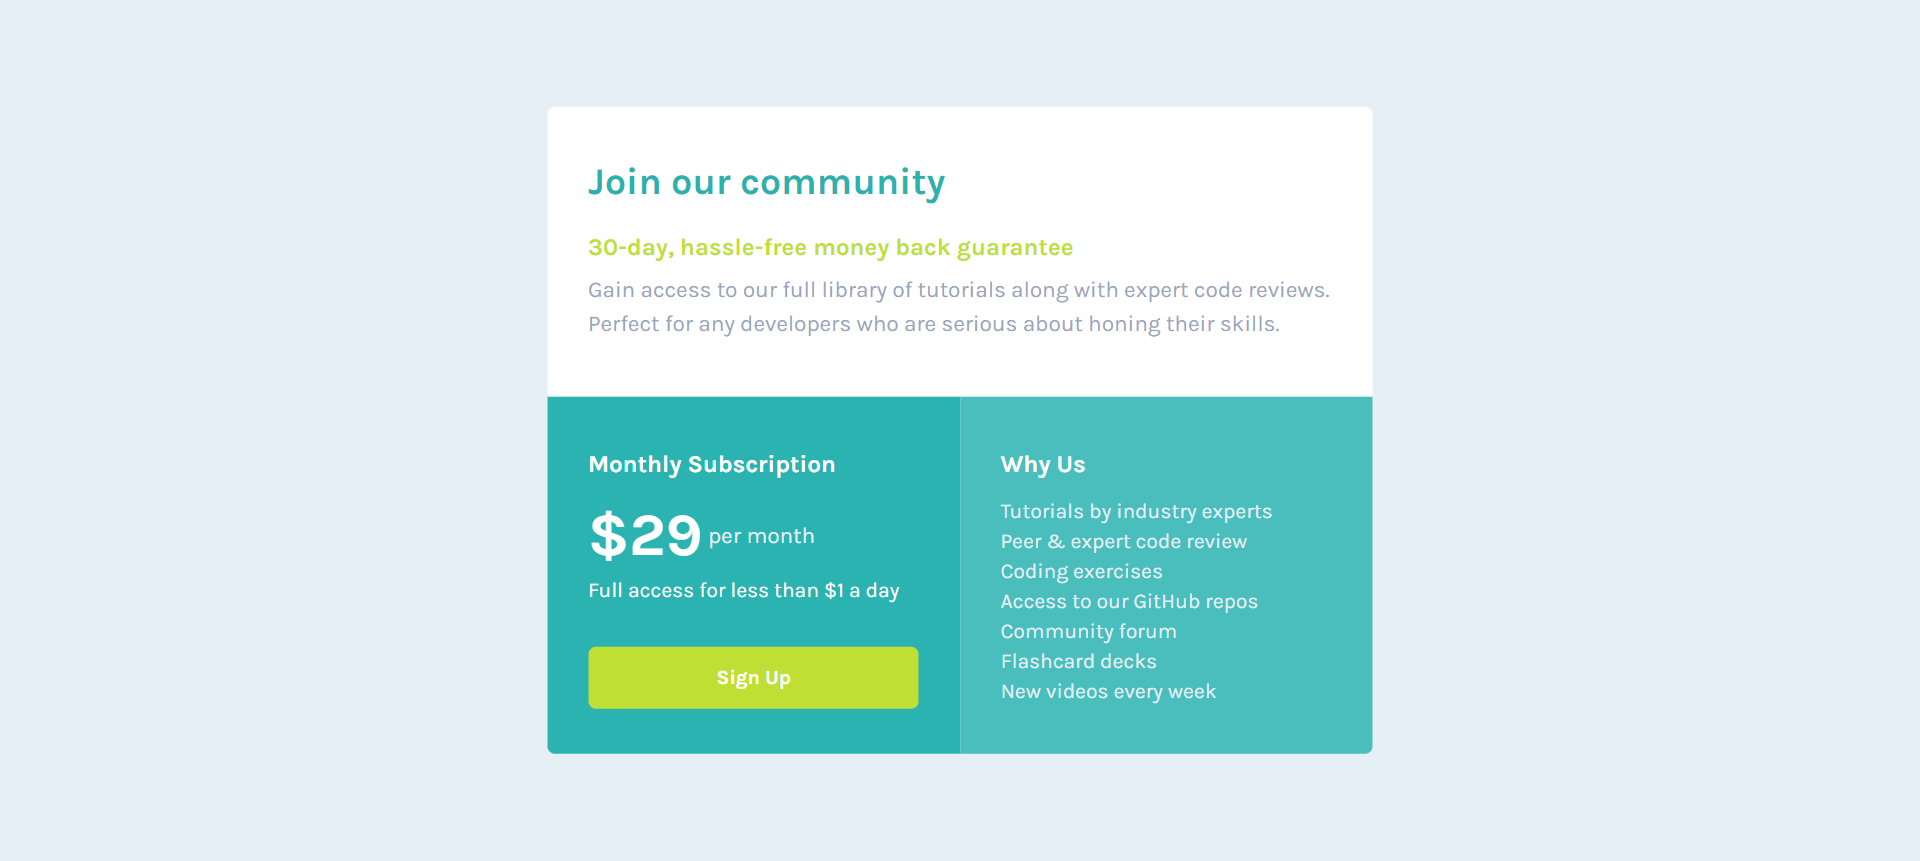 Join our community
30-day, hassle-free money back guarantee
Gain access to our full library of tutorials along with expert code reviews.
Perfect for any developers who are serious about honing their skills.
Monthly Subscription
$29 per month
Full access for less than $1 a day
Sign Up
Why Us
Tutorials by industry experts
Peer & expert code review
Coding exercises
Access to our GitHub repos
Community forum
Flashcard decks
New videos every week